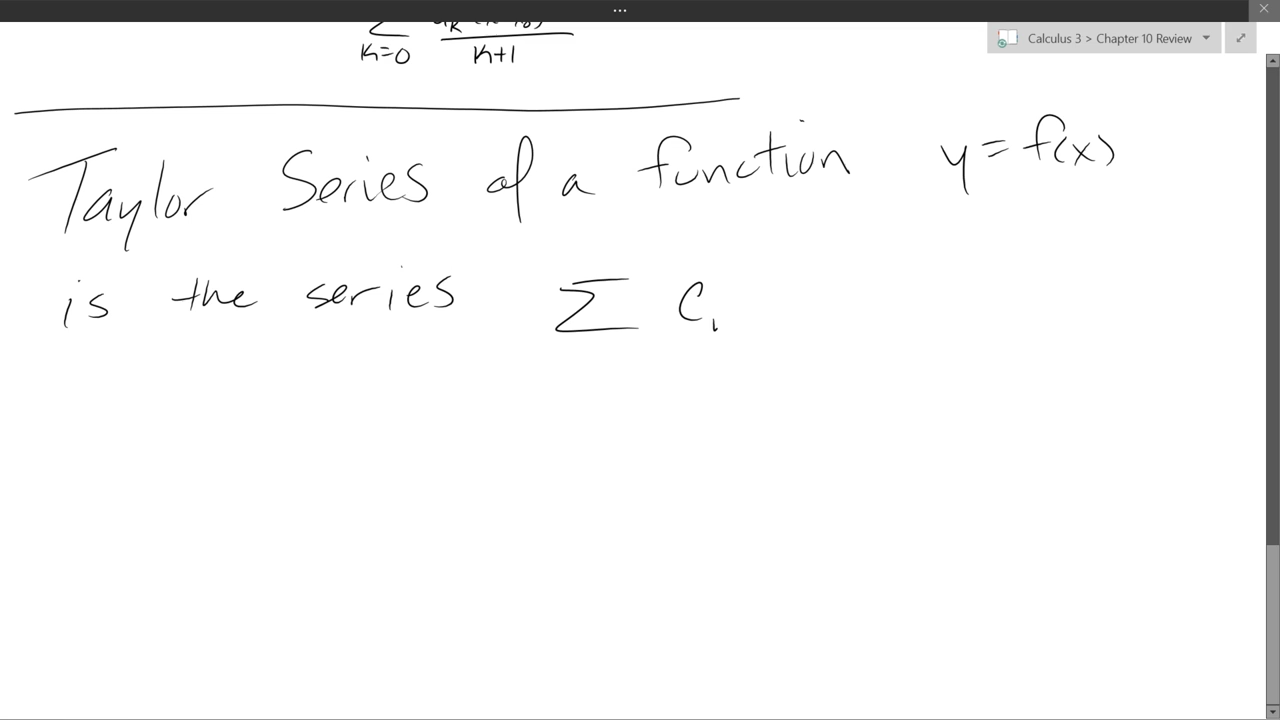 ...
Calculus 3 > Chapter 10 Review
Σ
K=0
K+1
Taylor Series of a function y = f(x)
is the series Σ C